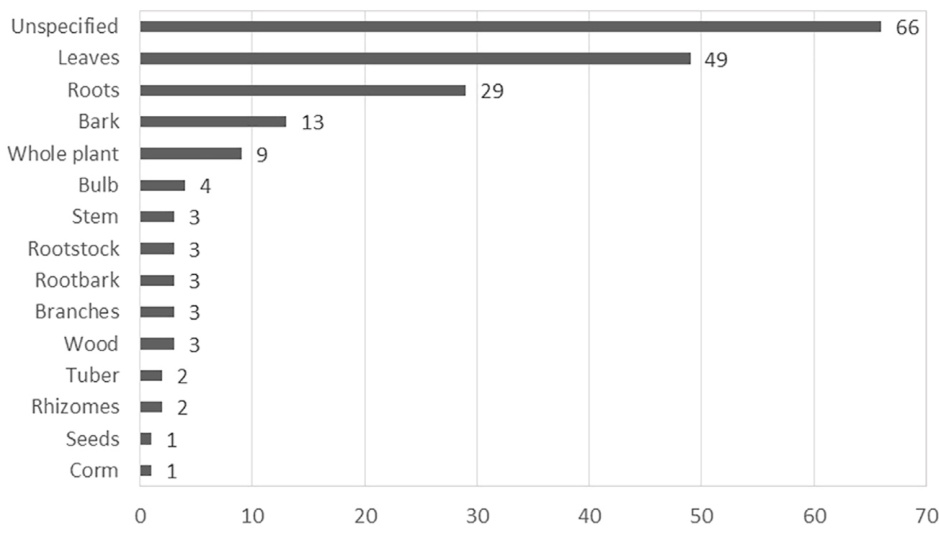 Unspecified 66
Leaves 49
Roots 29
Bark 13
Whole plant 9
Bulb 4
Stem 3
Rootstock 3
Rootbark 3
Branches 3
Wood 3
Tuber 2
Rhizomes 2
Seeds 1
Corm 1
0 10 20 30 40 50 60 70